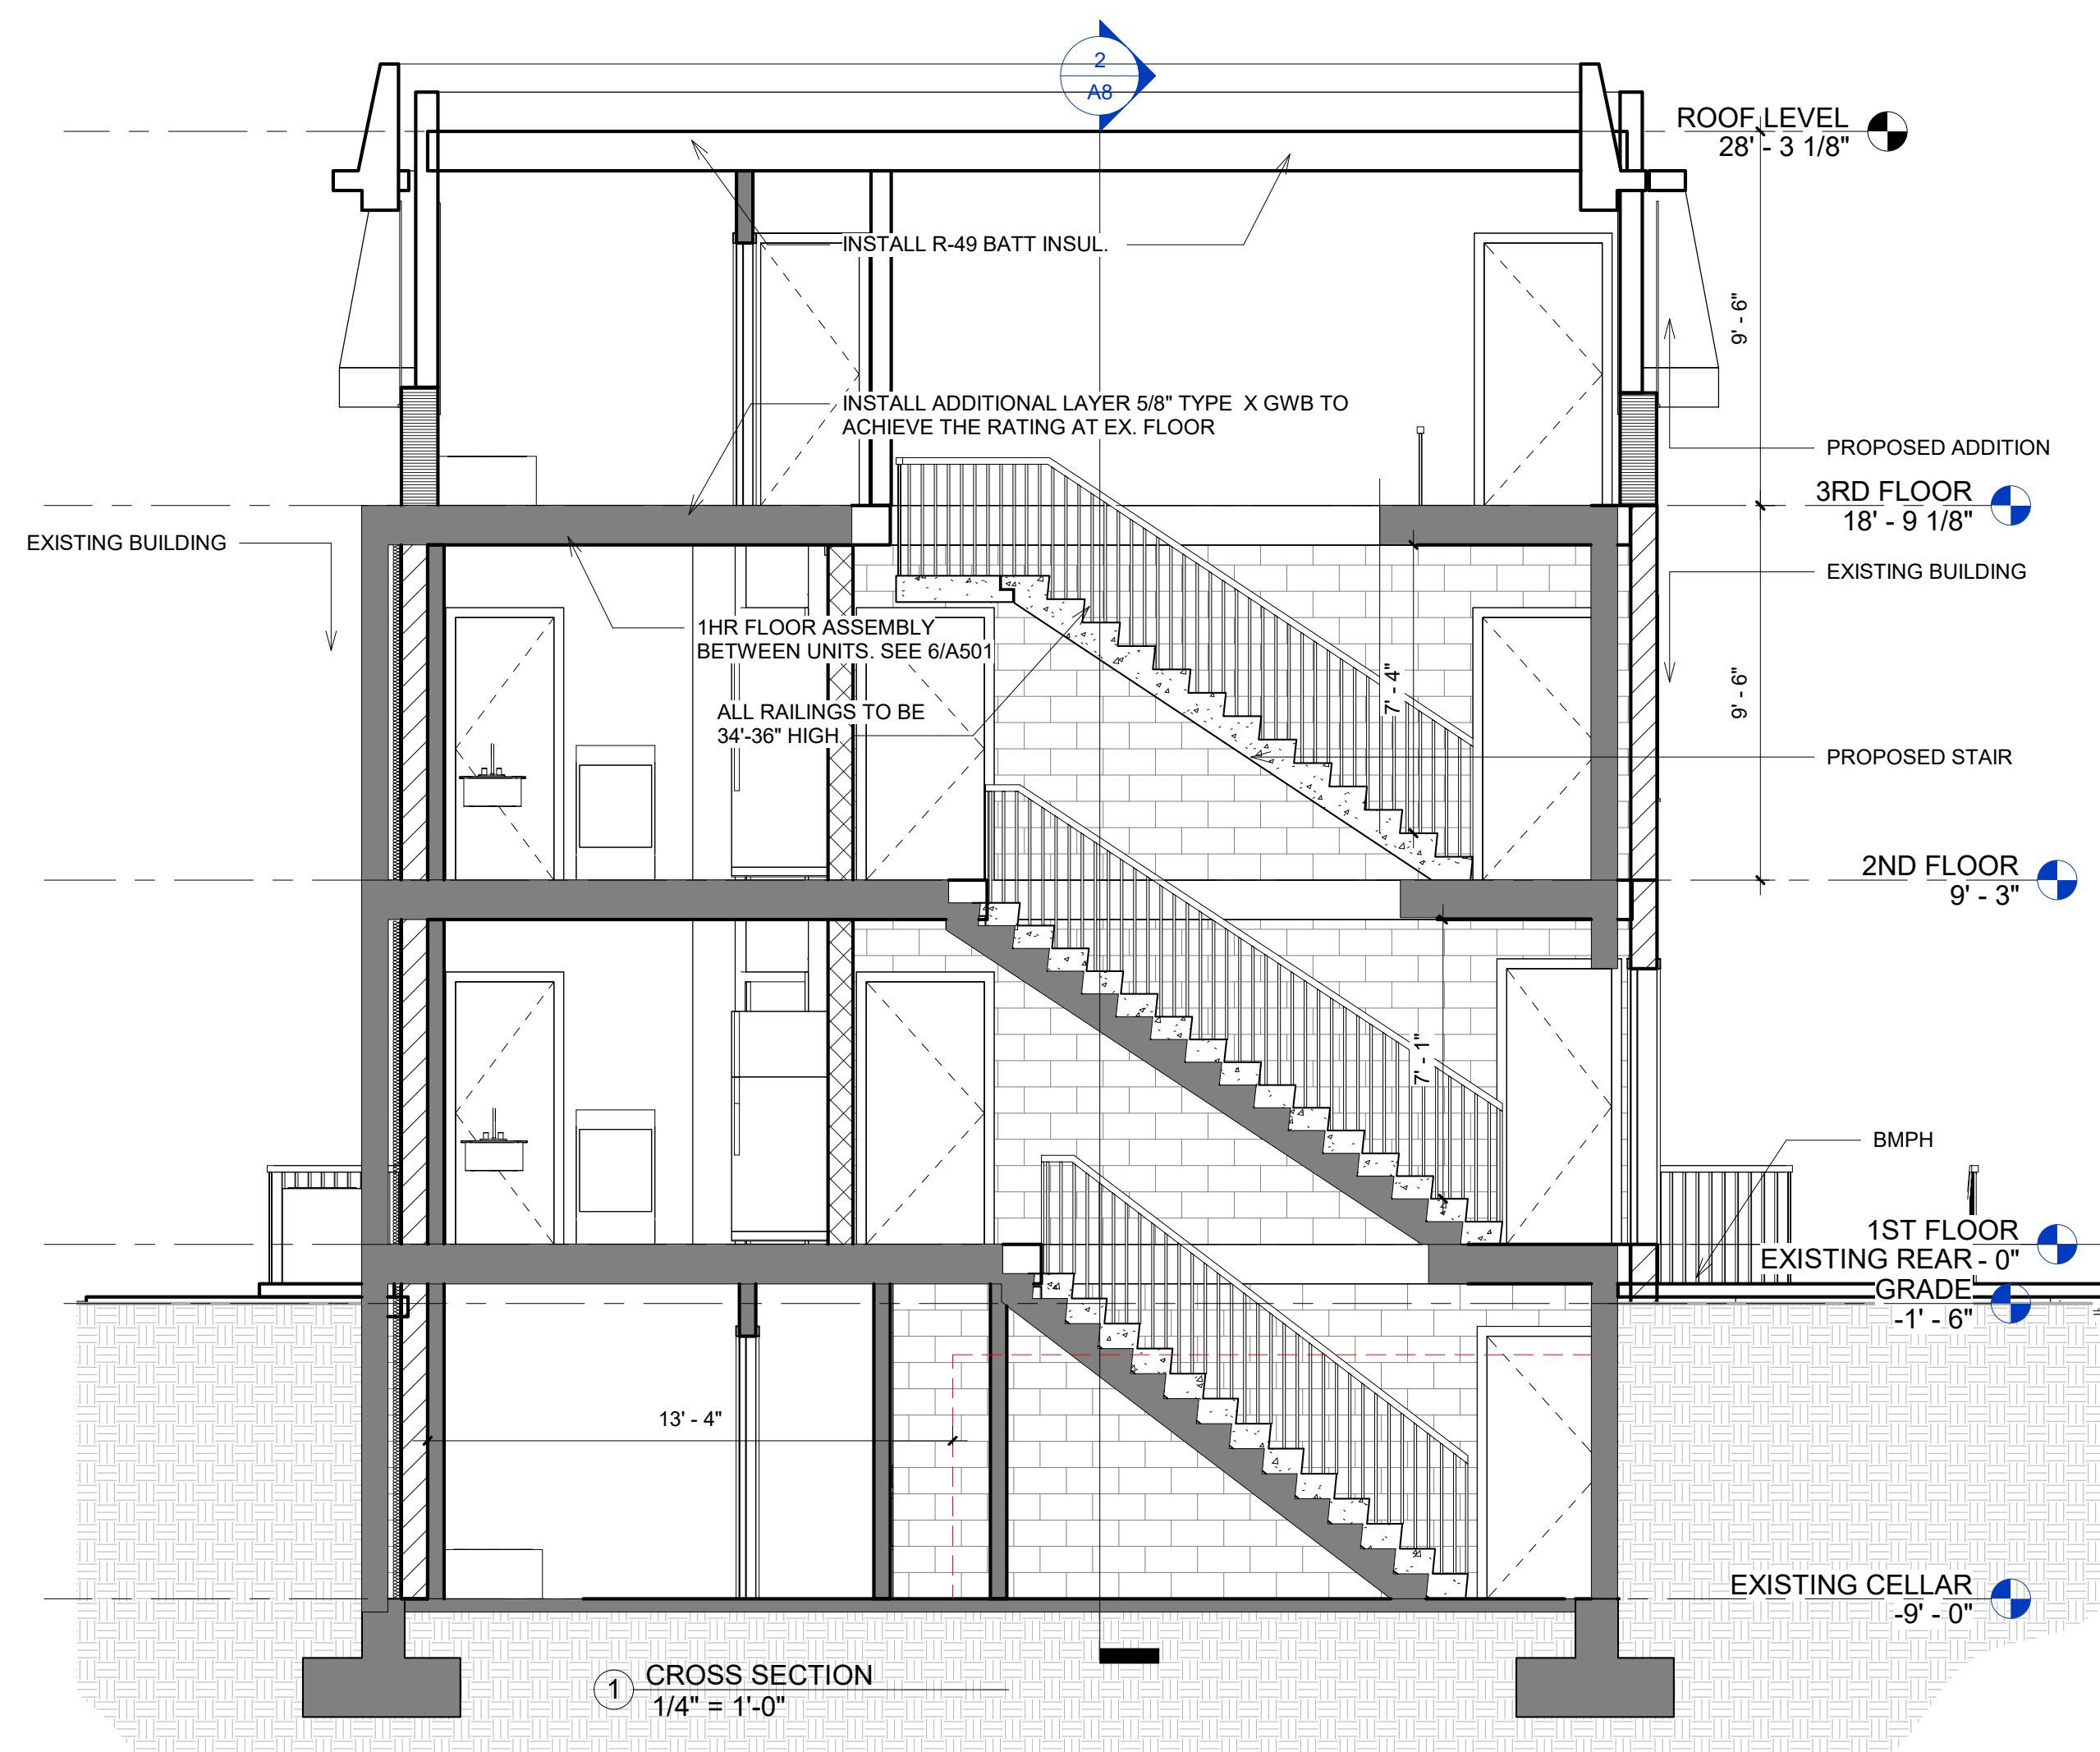 2
A8
ROOF LEVEL
28' - 3 1/8"
INSTALL R-49 BATT INSUL.
9' - 6"
INSTALL ADDITIONAL LAYER 5/8" TYPE X GWB TO
ACHIEVE THE RATING AT EX. FLOOR
PROPOSED ADDITION
3RD FLOOR
18' - 9 1/8"
EXISTING BUILDING
EXISTING BUILDING
1HR FLOOR ASSEMBLY
BETWEEN UNITS. SEE 6/A501
7' - 4"
9' - 6"
ALL RAILINGS TO BE
34'-36" HIGH
PROPOSED STAIR
2ND FLOOR
9' - 3"
7' - 1"
BMPH
1ST FLOOR
EXISTING REAR - 0"
GRADE
-1' - 6"
13' - 4"
EXISTING CELLAR
-9' - 0"
1
CROSS SECTION
1/4" = 1'-0"